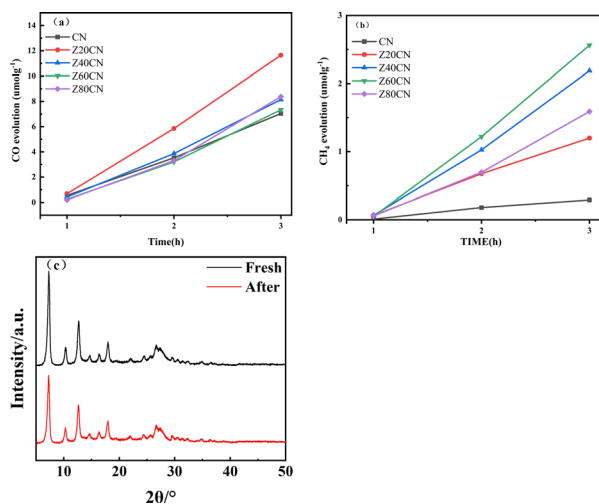 (a)
CN
Z20CN
Z40CN
Z60CN
Z80CN
CO evolution (umolg⁻¹)
14
12
10
8
6
4
2
0
1
2
3
Time(h)
(b)
CN
Z20CN
Z40CN
Z60CN
Z80CN
CH₄ evolution (umolg⁻¹)
3
2
1
0
1
2
3
TIME(h)
(c)
Fresh
After
Intensity/a.u.
10
20
30
40
50
2θ/°